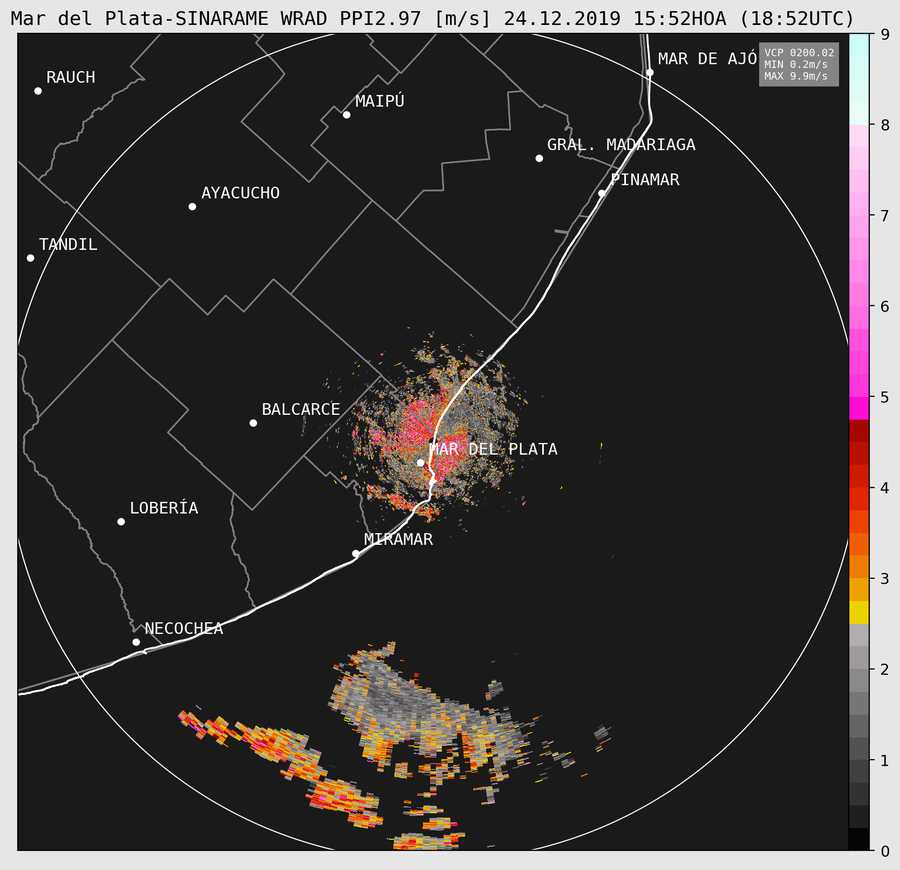 Mar del Plata-SINARAME WRAD PPI2.97 [m/s] 24.12.2019 15:52HOA (18:52UTC)
VCP 0200.02
MIN 0.2m/s
MAX 9.9m/s
MAR DE AJÓ
RAUCH
MAIPÚ
GRAL. MADARIAGA
PINAMAR
AYACUCHO
TANDIL
BALCARCE
MAR DEL PLATA
LOBERÍA
MIRAMAR
NECOCHEA
9
8
7
6
5
4
3
2
1
0